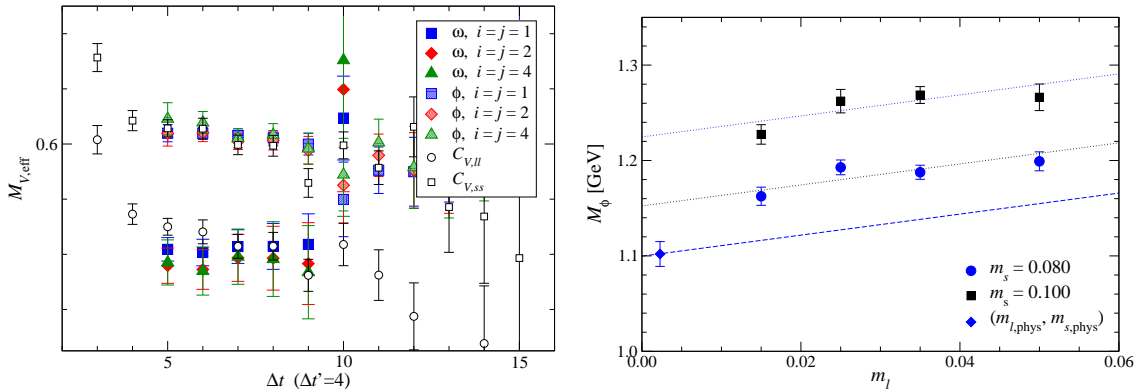 0.6
M_V,eff
5
10
15
Δt (Δt'=4)
ω, i = j = 1
ω, i = j = 2
ω, i = j = 4
ϕ, i = j = 1
ϕ, i = j = 2
ϕ, i = j = 4
C_V,ll
C_V,ss
1.3
1.2
1.1
1.0
M_ϕ [GeV]
0.00
0.02
0.04
0.06
m_l
m_s = 0.080
m_s = 0.100
(m_l,phys, m_s,phys)